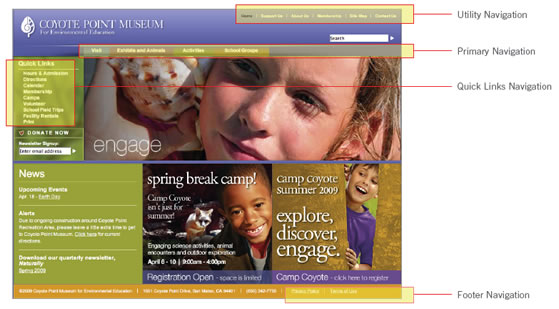 COYOTE POINT MUSEUM
For Environmental Education
Home | Support Us | About Us | Membership | Site Map | Contact Us
Search
Visit Exhibits and Animals Activities School Groups
Utility Navigation
Primary Navigation
Quick Links Navigation
Quick Links
Hours & Admission
Directions
Calendar
Membership
Camps
Volunteer
School Field Trips
Facility Rentals
DONATE NOW
Newsletter Signup:
Enter email address
engage
News
Upcoming Events
Apr. 18 - Earth Day
Alerts
Due to ongoing construction around Coyote Point
Recreation Area, please leave a little extra time to get
to Coyote Point Museum. Click here for current
directions.
Download our quarterly newsletter,
Naturally
Spring 2009
spring break camp!
Camp Coyote
isn't just for
summer!
Engaging science activities, animal
encounters and outdoor exploration
April 6 - 10 | 9:00am - 4:00pm
Registration Open - space is limited
camp coyote
summer 2009
explore,
discover,
engage.
Camp Coyote - click here to register
©2009 Coyote Point Museum for Environmental Education | 1651 Coyote Point Drive, San Mateo, CA 94401 | (650) 342-7755 | Privacy Policy | Terms of Use
Footer Navigation